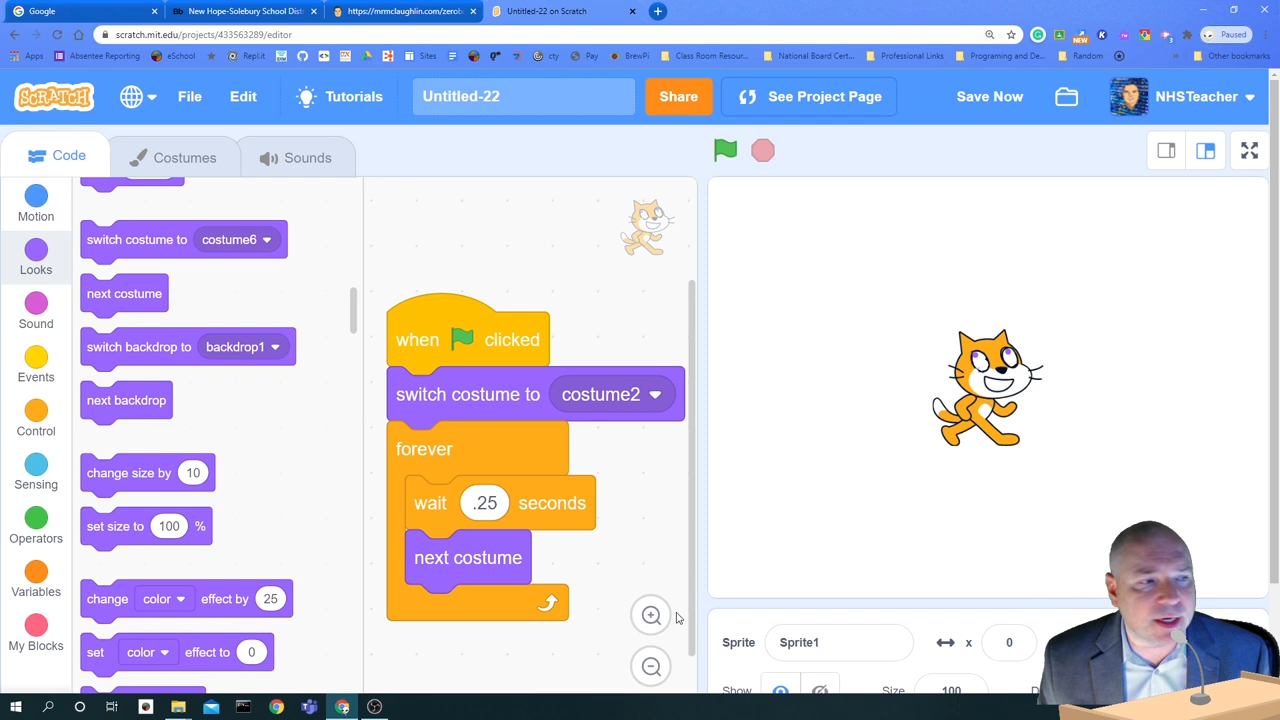 Google
New Hope-Solebury School Dist
https://mrmclaughlin.com/zerob
Untitled-22 on Scratch
scratch.mit.edu/projects/433563289/editor
Paused
Apps
Absentee Reporting
eSchool
RepLit
Sites
cty
Pay
BrewPi
Class Room Resour...
National Board Cert...
Professional Links
Programing and De...
Random
Other bookmarks
SCRATCH
File
Edit
Tutorials
Untitled-22
Share
See Project Page
Save Now
NHSTeacher
Code
Costumes
Sounds
Motion
Looks
Sound
Events
Control
Sensing
Operators
Variables
My Blocks
switch costume to costume6
next costume
switch backdrop to backdrop1
next backdrop
change size by 10
set size to 100 %
change color effect by 25
set color effect to 0
when clicked
switch costume to costume2
forever
wait .25 seconds
next costume
Sprite
Sprite1
x 0
Show
Size
100